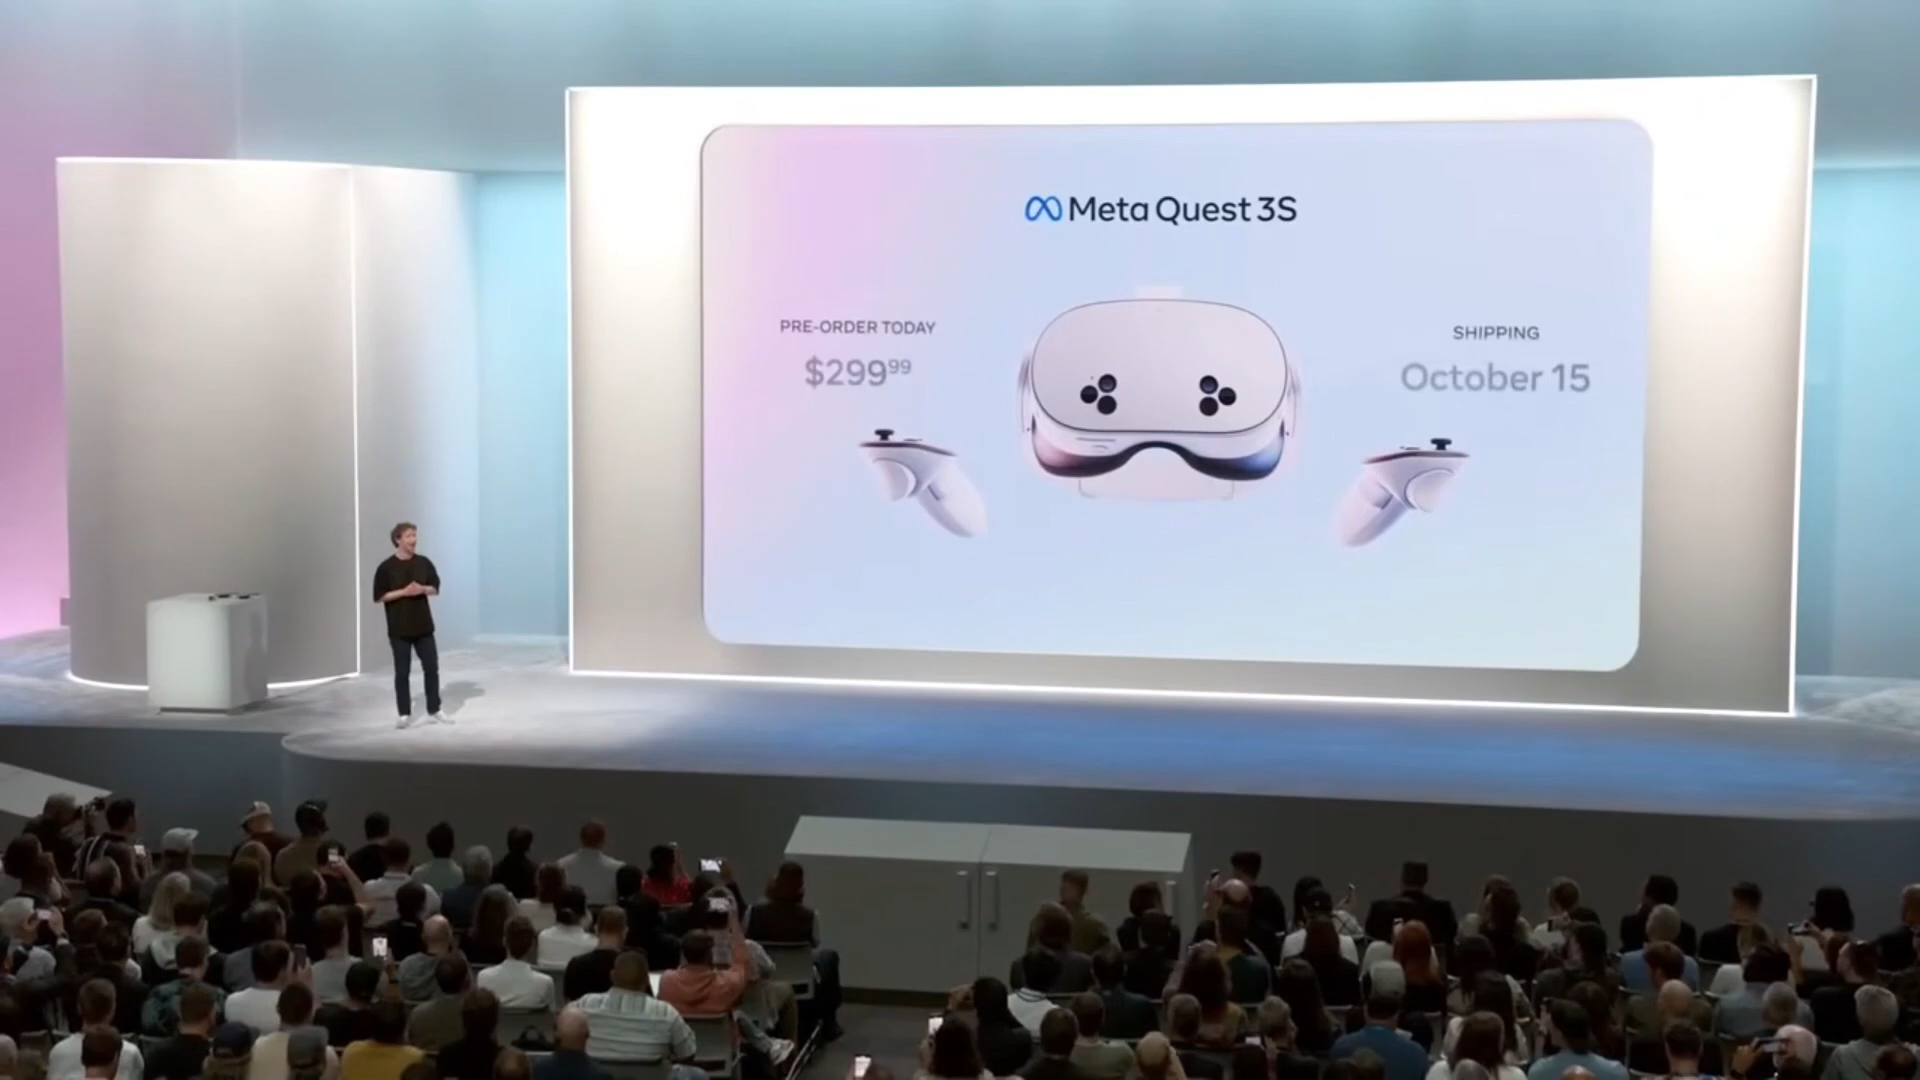 Meta Quest 3S
PRE-ORDER TODAY
$299⁹⁹
SHIPPING
October 15